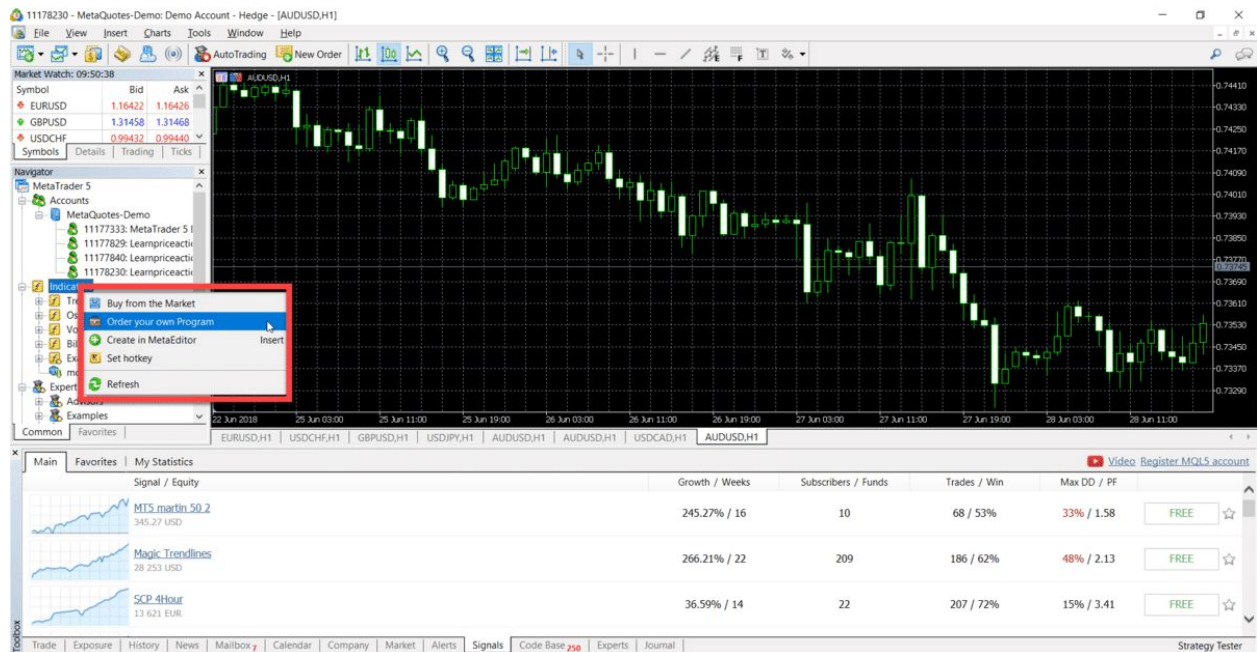 11178230 - MetaQuotes-Demo: Demo Account - Hedge - [AUDUSD,H1]
File View Insert Charts Tools Window Help
AutoTrading New Order
Market Watch: 09:50:38
Symbol Bid Ask
EURUSD 1.16422 1.16426
GBPUSD 1.31458 1.31468
USDCHF 0.99432 0.99440
Symbols Details Trading Ticks
Navigator
MetaTrader 5
Accounts
MetaQuotes-Demo
11177333: MetaTrader 5
11177829: Learnpriceacti
11177840: Learnpriceacti
11178230: Learnpriceacti
Indicat
Tre
Os
Vo
Bil
Exa
Expert
Advisors
Examples
Common Favorites
Buy from the Market
Order your own Program
Create in MetaEditor Insert
Set hotkey
Refresh
AUDUSD,H1
0.74410
0.74330
0.74250
0.74170
0.74090
0.74010
0.73930
0.73850
0.73770
0.73745
0.73690
0.73610
0.73530
0.73450
0.73370
0.73290
22 Jun 2018 25 Jun 03:00 25 Jun 11:00 25 Jun 19:00 26 Jun 03:00 26 Jun 11:00 26 Jun 19:00 27 Jun 03:00 27 Jun 11:00 27 Jun 19:00 28 Jun 03:00 28 Jun 11:00
EURUSD,H1 USDCHF,H1 GBPUSD,H1 USDJPY,H1 AUDUSD,H1 AUDUSD,H1 USDCAD,H1 AUDUSD,H1
Main Favorites My Statistics Video Register MQL5 account
Signal / Equity Growth / Weeks Subscribers / Funds Trades / Win Max DD / PF
MT5 martin 50 2
345.27 USD
245.27% / 16 10 68 / 53% 33% / 1.58 FREE
Magic Trendlines
28 253 USD
266.21% / 22 209 186 / 62% 48% / 2.13 FREE
SCP 4Hour
13 621 EUR
36.59% / 14 22 207 / 72% 15% / 3.41 FREE
Toolbox
Trade Exposure History News Mailbox 7 Calendar Company Market Alerts Signals Code Base 250 Experts Journal Strategy Tester